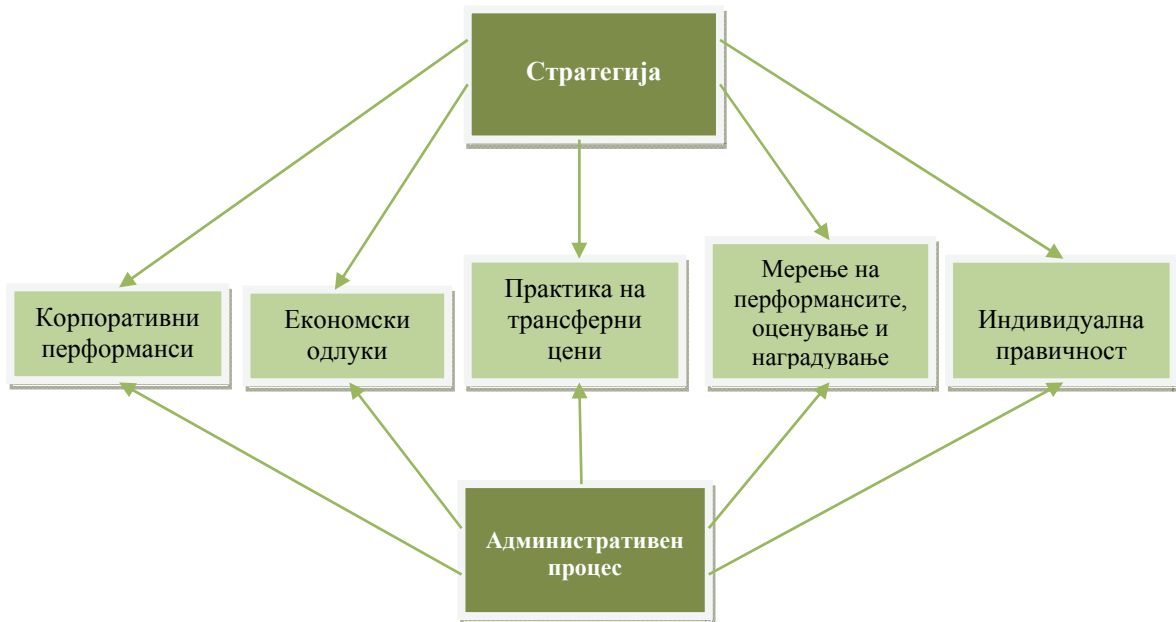 Стратегија
Корпоративни
перформанси
Економски
одлуки
Практика на
трансферни
цени
Мерење на
перформансите,
оценување и
наградување
Индивидуална
правичност
Административен
процес